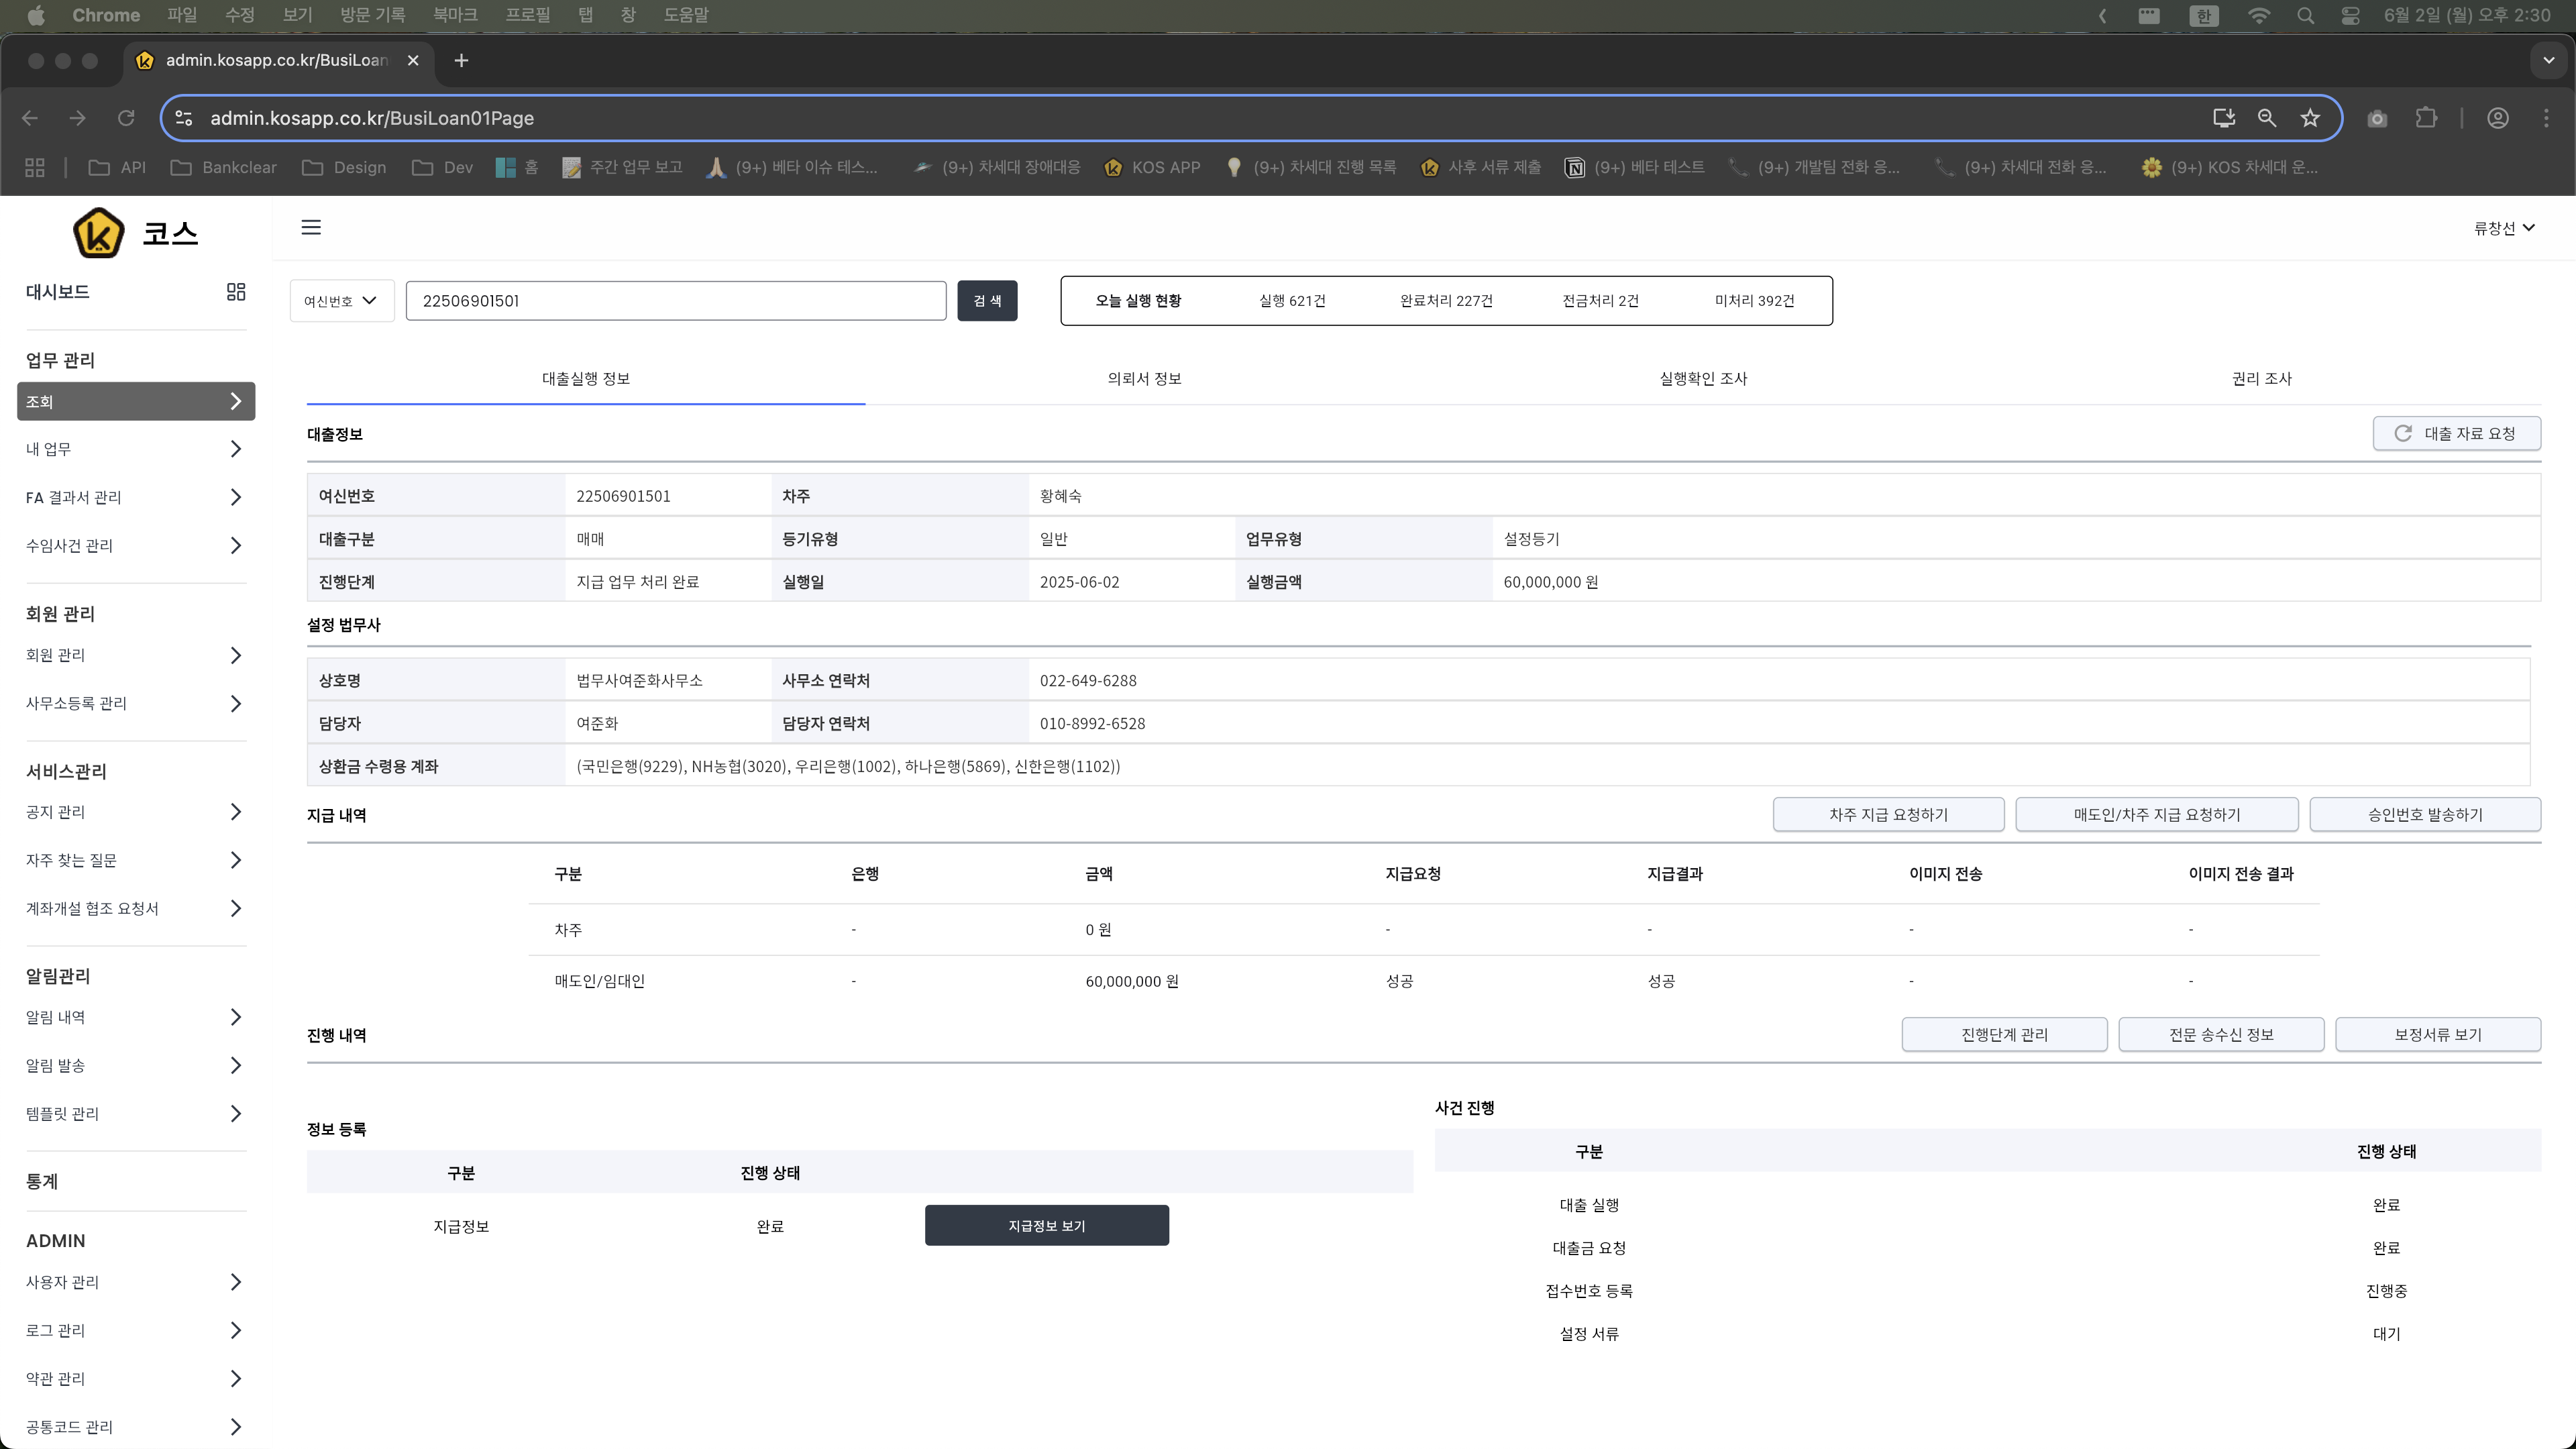 Chrome 파일 수정 보기 방문 기록 북마크 프로필 탭 창 도움말 한 6월 2일 (월) 오후 2:30
admin.kosapp.co.kr/BusiLoan
admin.kosapp.co.kr/BusiLoan01Page
API Bankclear Design Dev 홈 주간 업무 보고 (9+) 베타 이슈 테스... (9+) 차세대 장애대응 KOS APP (9+) 차세대 진행 목록 사후 서류 제출 (9+) 베타 테스트 (9+) 개발팀 전화 응... (9+) 차세대 전화 응... (9+) KOS 차세대 운...
코스
류창선
대시보드
업무 관리
조회
내 업무
FA 결과서 관리
수임사건 관리
회원 관리
회원 관리
사무소등록 관리
서비스관리
공지 관리
자주 찾는 질문
계좌개설 협조 요청서
알림관리
알림 내역
알림 발송
템플릿 관리
통계
ADMIN
사용자 관리
로그 관리
약관 관리
공통코드 관리
여신번호 22506901501 검 색 오늘 실행 현황 실행 621건 완료처리 227건 전금처리 2건 미처리 392건
대출실행 정보 의뢰서 정보 실행확인 조사 권리 조사
대출정보 대출 자료 요청
여신번호 22506901501 차주 황혜숙
대출구분 매매 등기유형 일반 업무유형 설정등기
진행단계 지급 업무 처리 완료 실행일 2025-06-02 실행금액 60,000,000 원
설정 법무사
상호명 법무사여준화사무소 사무소 연락처 022-649-6288
담당자 여준화 담당자 연락처 010-8992-6528
상환금 수령용 계좌 (국민은행(9229), NH농협(3020), 우리은행(1002), 하나은행(5869), 신한은행(1102))
지급 내역 차주 지급 요청하기 매도인/차주 지급 요청하기 승인번호 발송하기
구분 은행 금액 지급요청 지급결과 이미지 전송 이미지 전송 결과
차주 - 0 원 - - - -
매도인/임대인 - 60,000,000 원 성공 성공 - -
진행 내역 진행단계 관리 전문 송수신 정보 보정서류 보기
정보 등록
구분 진행 상태
지급정보 완료 지급정보 보기
사건 진행
구분 진행 상태
대출 실행 완료
대출금 요청 완료
접수번호 등록 진행중
설정 서류 대기